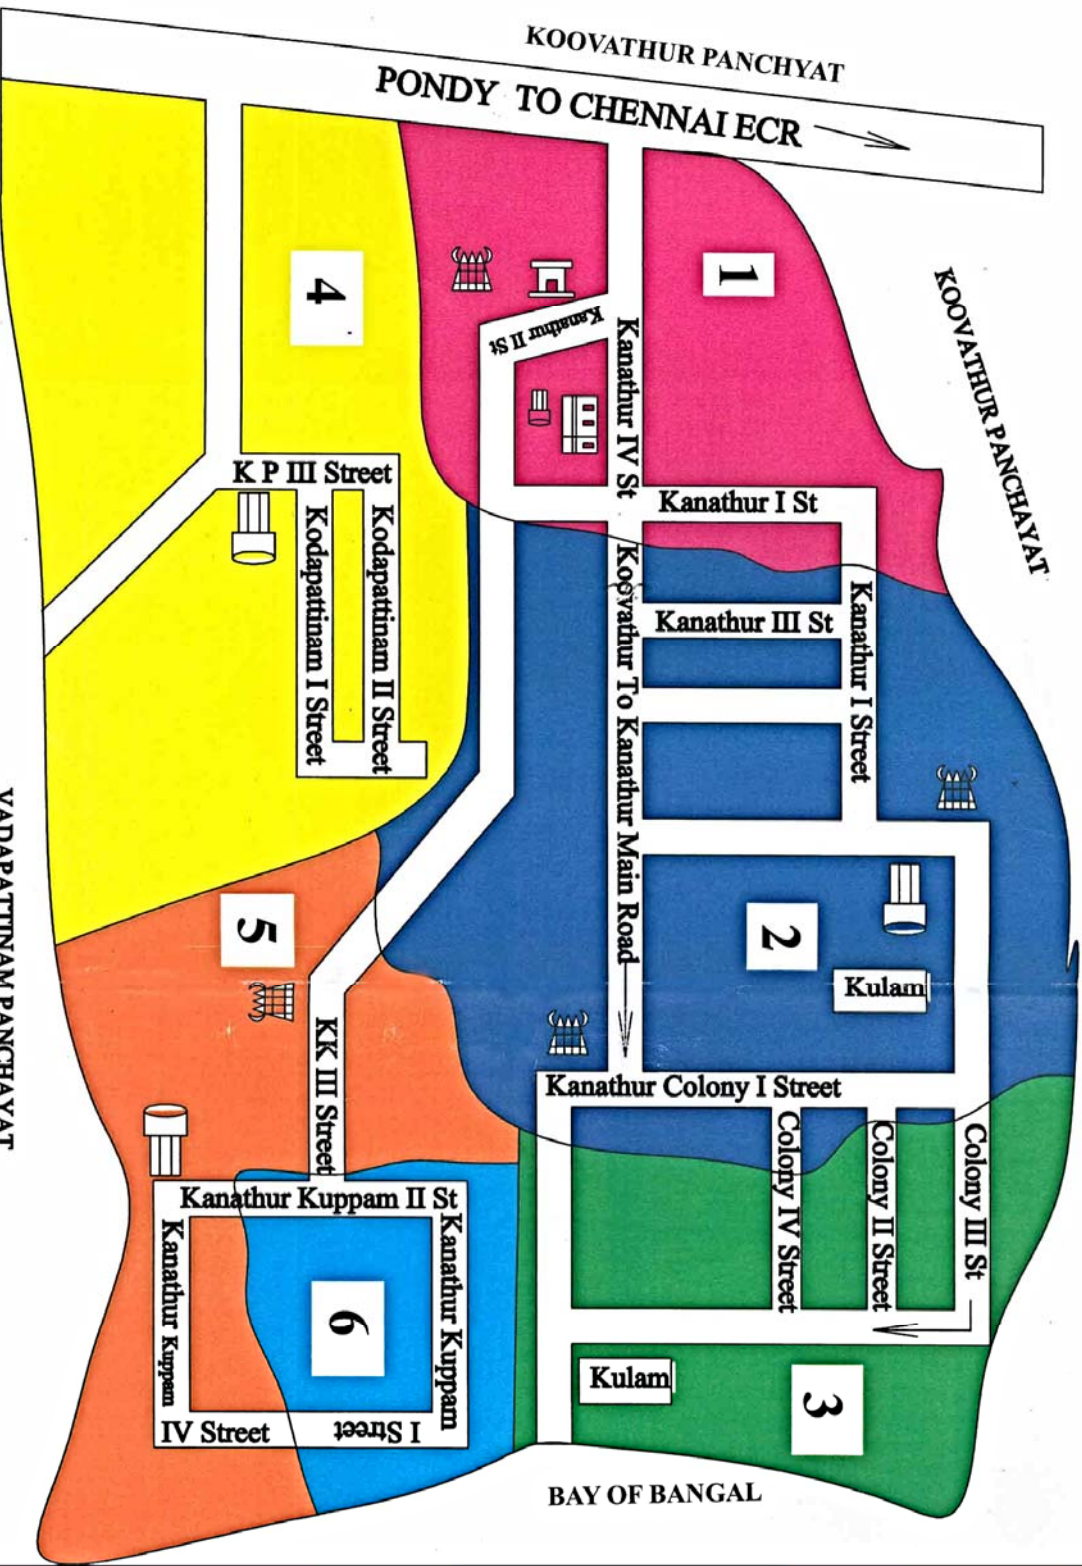 KOOVATHUR PANCHYAT
PONDY TO CHENNAI ECR
KOOVATHUR PANCHAYAT
1
4
Kanathur II St
Kanathur IV St
K P III Street
Kanathur I St
Kodapattinam I Street
Kodapattinam II Street
Koovathur To Kanathur Main Road
Kanathur III St
Kanathur I Street
2
5
Kulam
VADAPATTINAM PANCHAYAT
KK III Street
Kanathur Colony I Street
Colony IV Street
Colony II Street
Colony III St
Kanathur Kuppam II St
Kanathur Kuppam
Kanathur Kuppam
6
Kulam
3
IV Street
I Street
BAY OF BANGAL